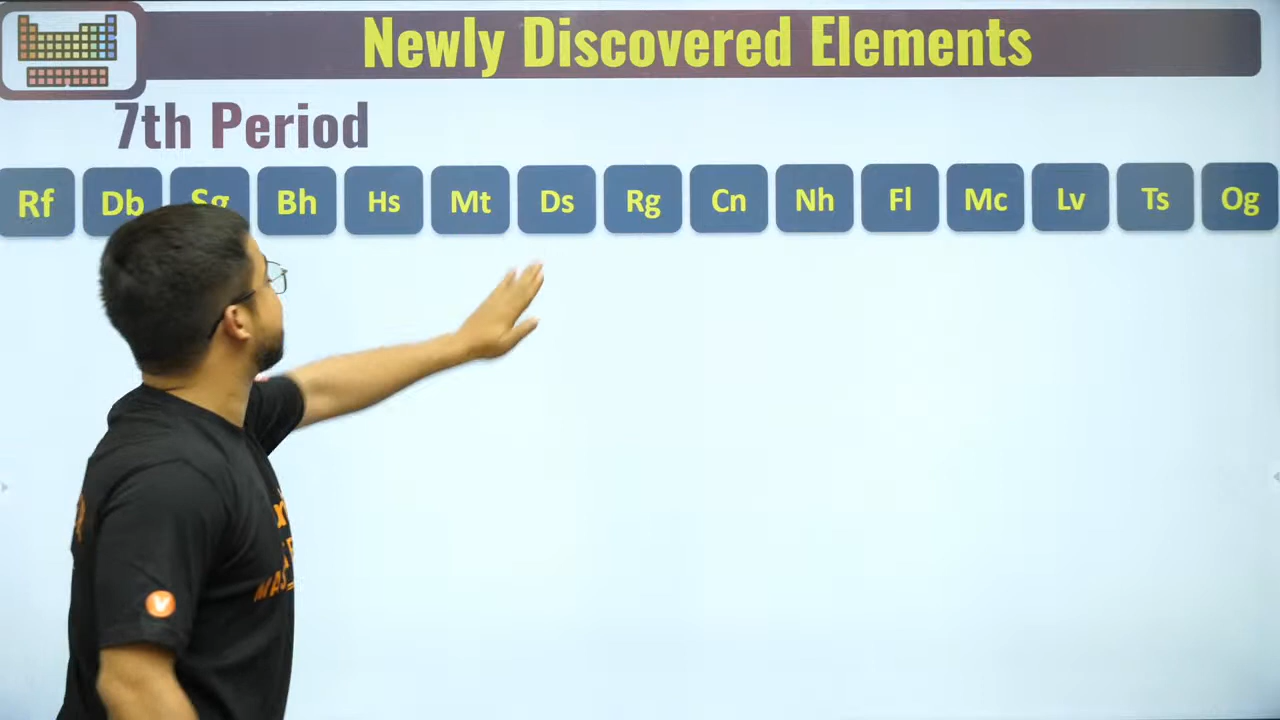 Newly Discovered Elements
7th Period
Rf Db Sg Bh Hs Mt Ds Rg Cn Nh Fl Mc Lv Ts Og